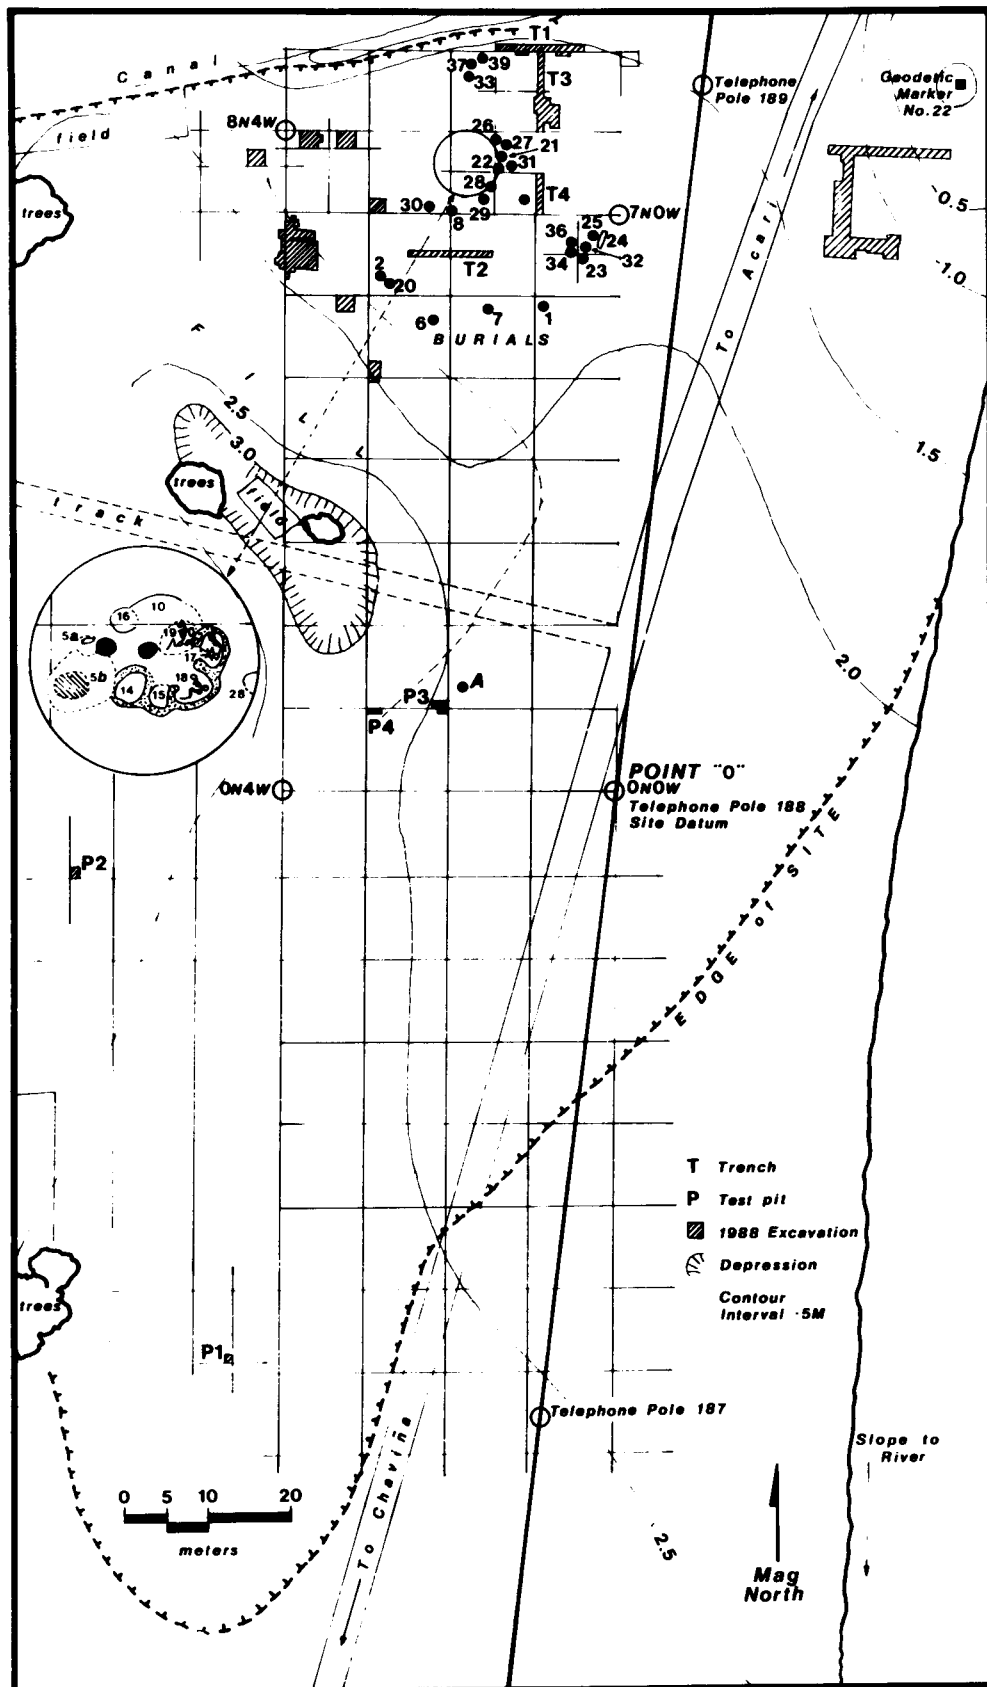 T1
Canal
37
39
33
T3
Telephone
Pole 189
Geodetic
Marker
No. 22
field
8N4W
26
27
21
22
31
28
T4
trees
30
8
29
7N0W
-0.5
36
25
24
34
32
23
To Acari
T2
2
20
-1.0
6
7
1
BURIALS
FILL
2.5
3.0
1.5
trees
field
track
16
10
5a
19
17
5b
14
15
18
28
2.0
A
P3
P4
POINT "0"
0N4W
0N0W
Telephone Pole 188
Site Datum
P2
EDGE of SITE
T Trench
P Test pit
1988 Excavation
Depression
Contour
Interval ·5M
trees
P1
Telephone Pole 187
To Chaviña
Slope to
River
0 5 10 20
meters
2.5
Mag
North